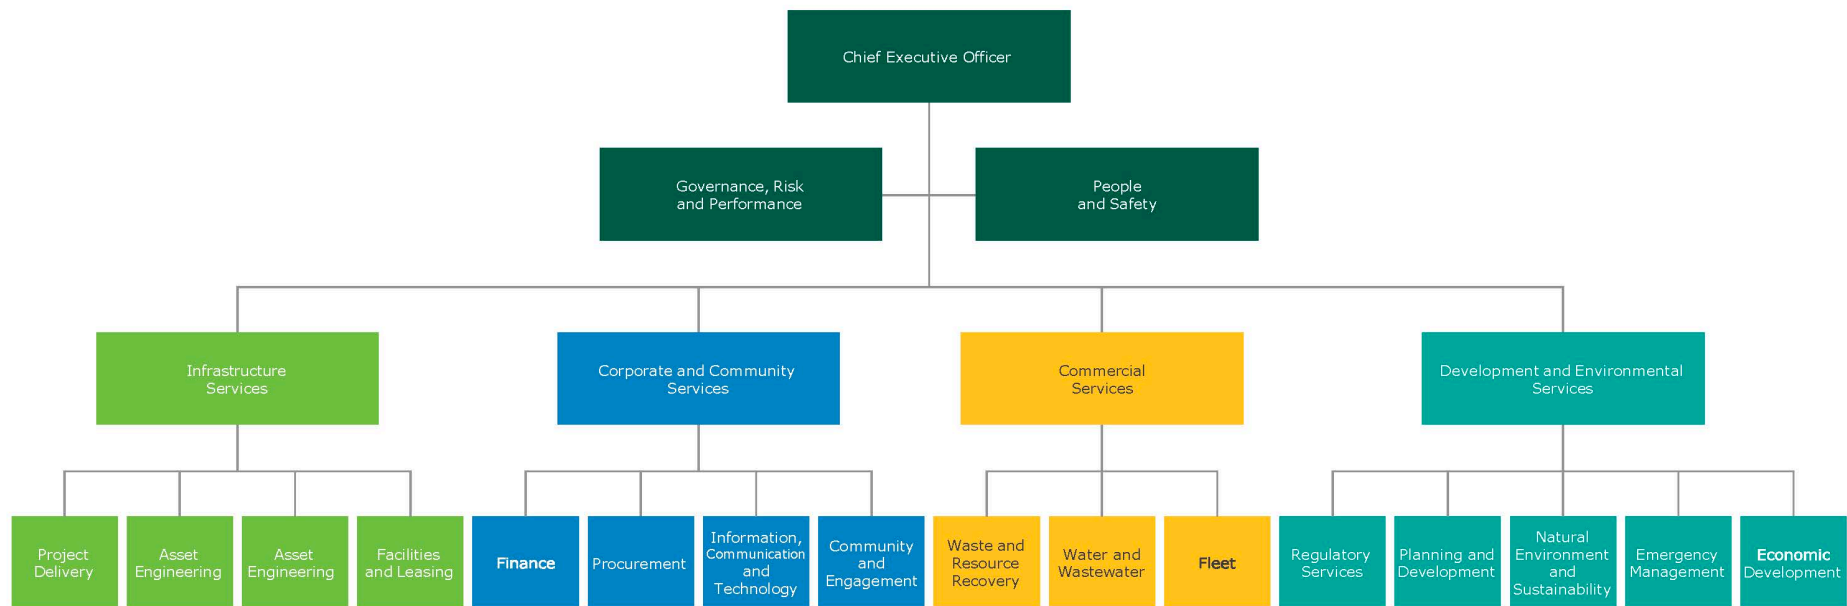 Chief Executive Officer
Governance, Risk
and Performance
People
and Safety
Infrastructure
Services
Corporate and Community
Services
Commercial
Services
Development and Environmental
Services
Project
Delivery
Asset
Engineering
Asset
Engineering
Facilities
and Leasing
Finance
Procurement
Information,
Communication
and
Technology
Community
and
Engagement
Waste and
Resource
Recovery
Water and
Wastewater
Fleet
Regulatory
Services
Planning and
Development
Natural
Environment
and
Sustainability
Emergency
Management
Economic
Development